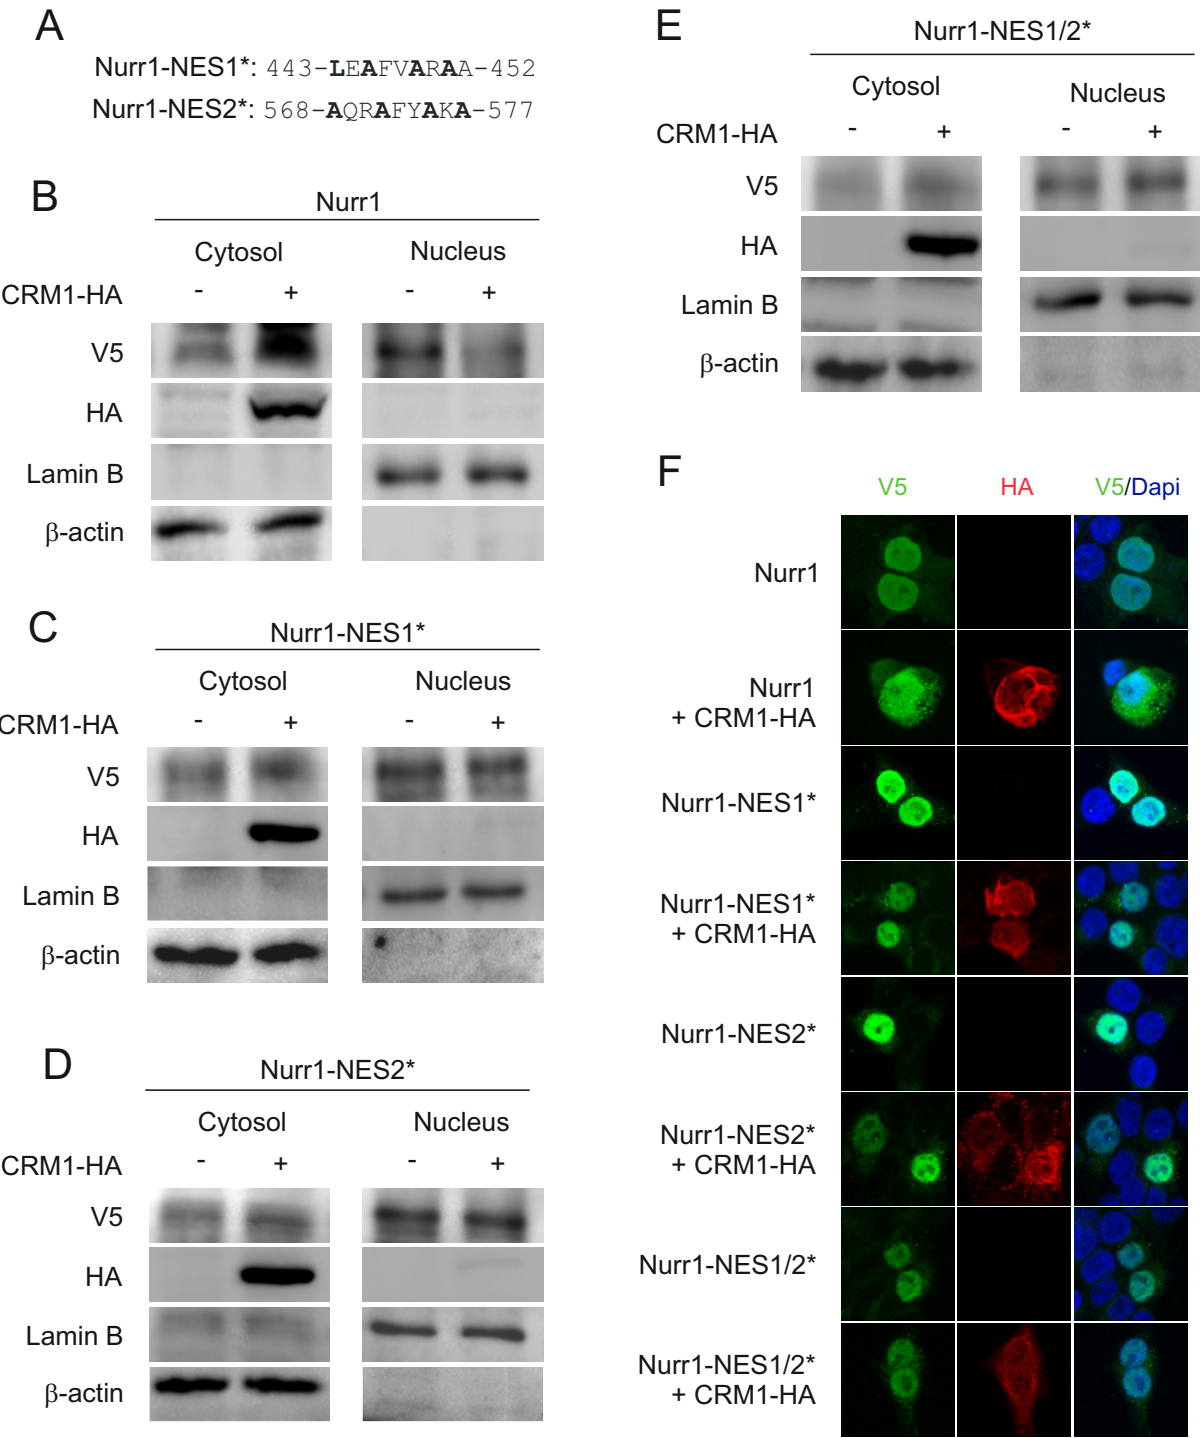 A
Nurr1-NES1*: 443-LEAFVARAA-452
Nurr1-NES2*: 568-AQRAFYAKA-577
B
Nurr1
Cytosol Nucleus
CRM1-HA - + - +
V5
HA
Lamin B
β-actin
C
Nurr1-NES1*
Cytosol Nucleus
CRM1-HA - + - +
V5
HA
Lamin B
β-actin
D
Nurr1-NES2*
Cytosol Nucleus
CRM1-HA - + - +
V5
HA
Lamin B
β-actin
E
Nurr1-NES1/2*
Cytosol Nucleus
CRM1-HA - + - +
V5
HA
Lamin B
β-actin
F
V5 HA V5/Dapi
Nurr1
Nurr1
+ CRM1-HA
Nurr1-NES1*
Nurr1-NES1*
+ CRM1-HA
Nurr1-NES2*
Nurr1-NES2*
+ CRM1-HA
Nurr1-NES1/2*
Nurr1-NES1/2*
+ CRM1-HA